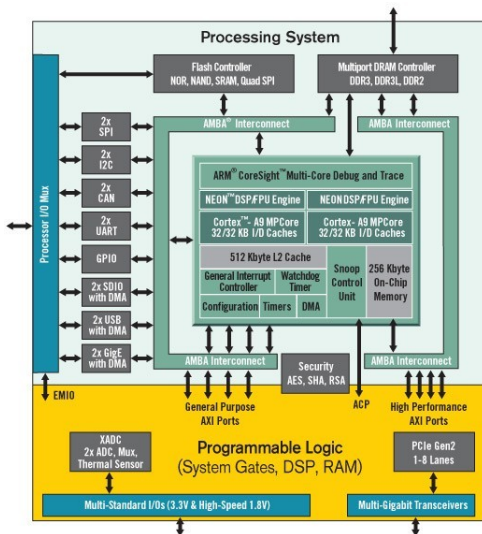 Processing System
Flash Controller
NOR, NAND, SRAM, Quad SPI
Multiport DRAM Controller
DDR3, DDR3L, DDR2
Processor I/O Mux
2x
SPI
2x
I2C
2x
CAN
2x
UART
GPIO
2x SDIO
with DMA
2x USB
with DMA
2x GigE
with DMA
EMIO
AMBA® Interconnect
AMBA Interconnect
ARM® CoreSight™ Multi-Core Debug and Trace
NEON™ DSP/FPU Engine
NEON DSP/FPU Engine
Cortex™- A9 MPCore
32/32 KB I/D Caches
Cortex- A9 MPCore
32/32 KB I/D Caches
512 Kbyte L2 Cache
General Interrupt
Controller
Watchdog
Timer
Configuration
Timers
DMA
Snoop
Control
Unit
256 Kbyte
On-Chip
Memory
AMBA Interconnect
Security
AES, SHA, RSA
AMBA Interconnect
General Purpose
AXI Ports
ACP
High Performance
AXI Ports
XADC
2x ADC, Mux,
Thermal Sensor
Programmable Logic
(System Gates, DSP, RAM)
PCIe Gen2
1-8 Lanes
Multi-Standard I/Os (3.3V & High-Speed 1.8V)
Multi-Gigabit Transceivers